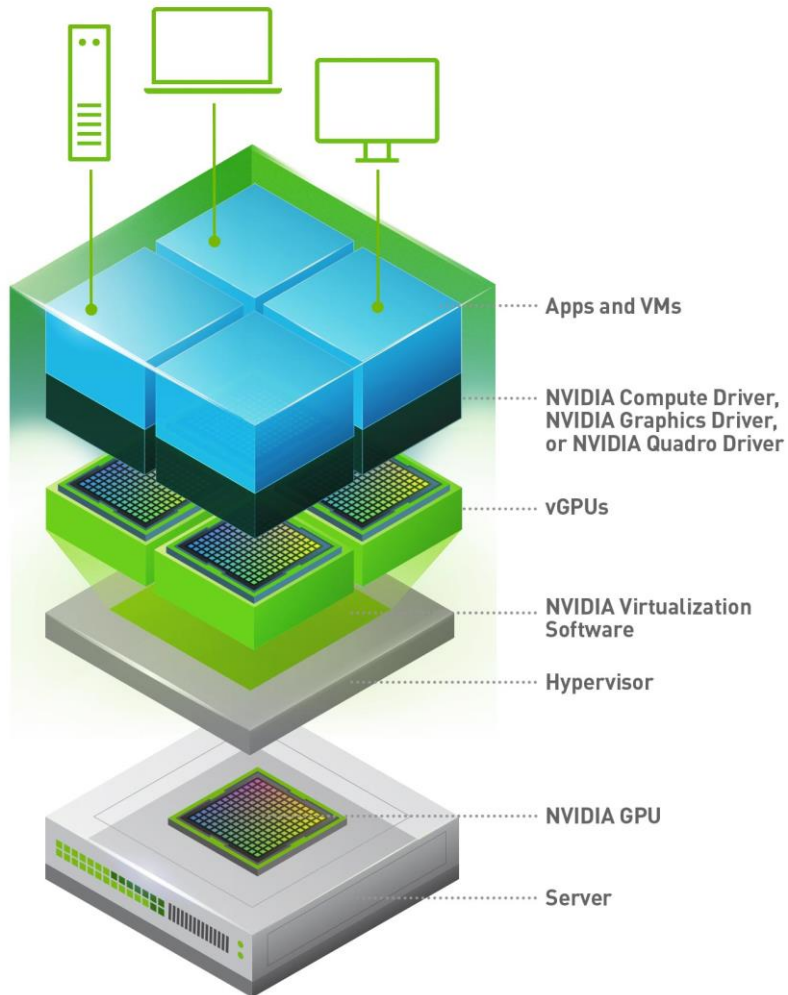 Apps and VMs
NVIDIA Compute Driver,
NVIDIA Graphics Driver,
or NVIDIA Quadro Driver
vGPUs
NVIDIA Virtualization
Software
Hypervisor
NVIDIA GPU
Server